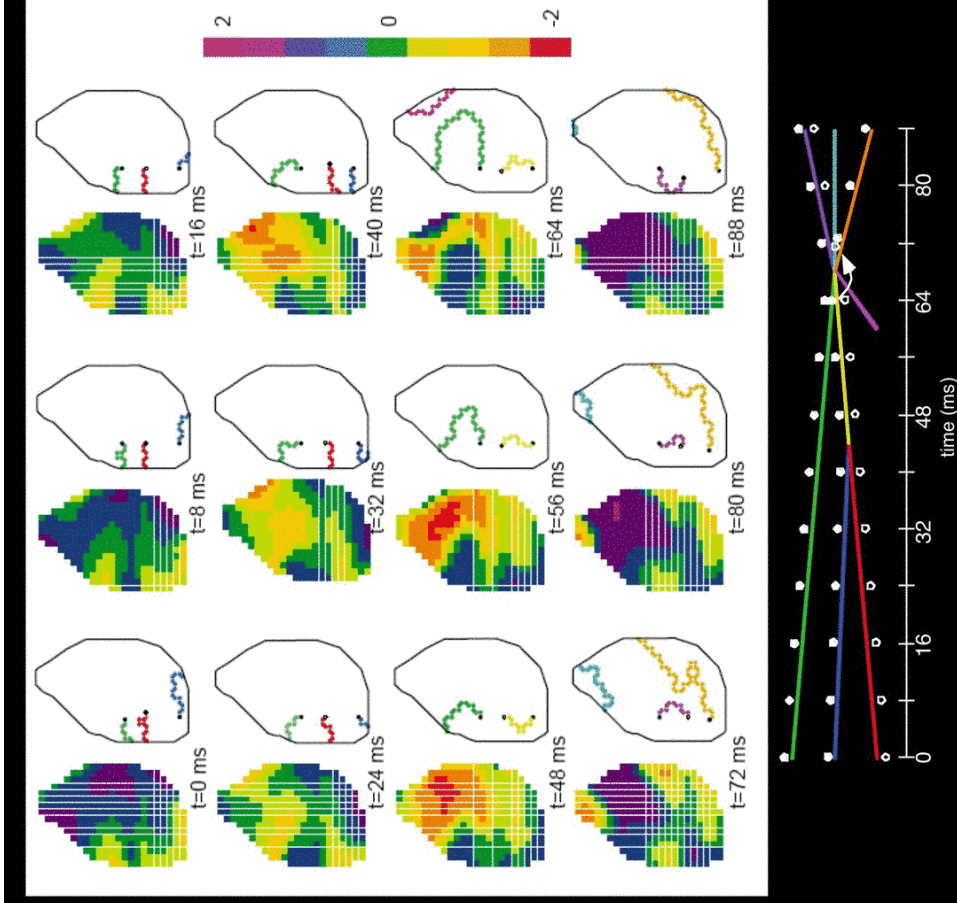 2
0
-2
t=0 ms
t=8 ms
t=16 ms
t=24 ms
t=32 ms
t=40 ms
t=48 ms
t=56 ms
t=64 ms
t=72 ms
t=80 ms
t=88 ms
0
16
32
48
64
80
time (ms)